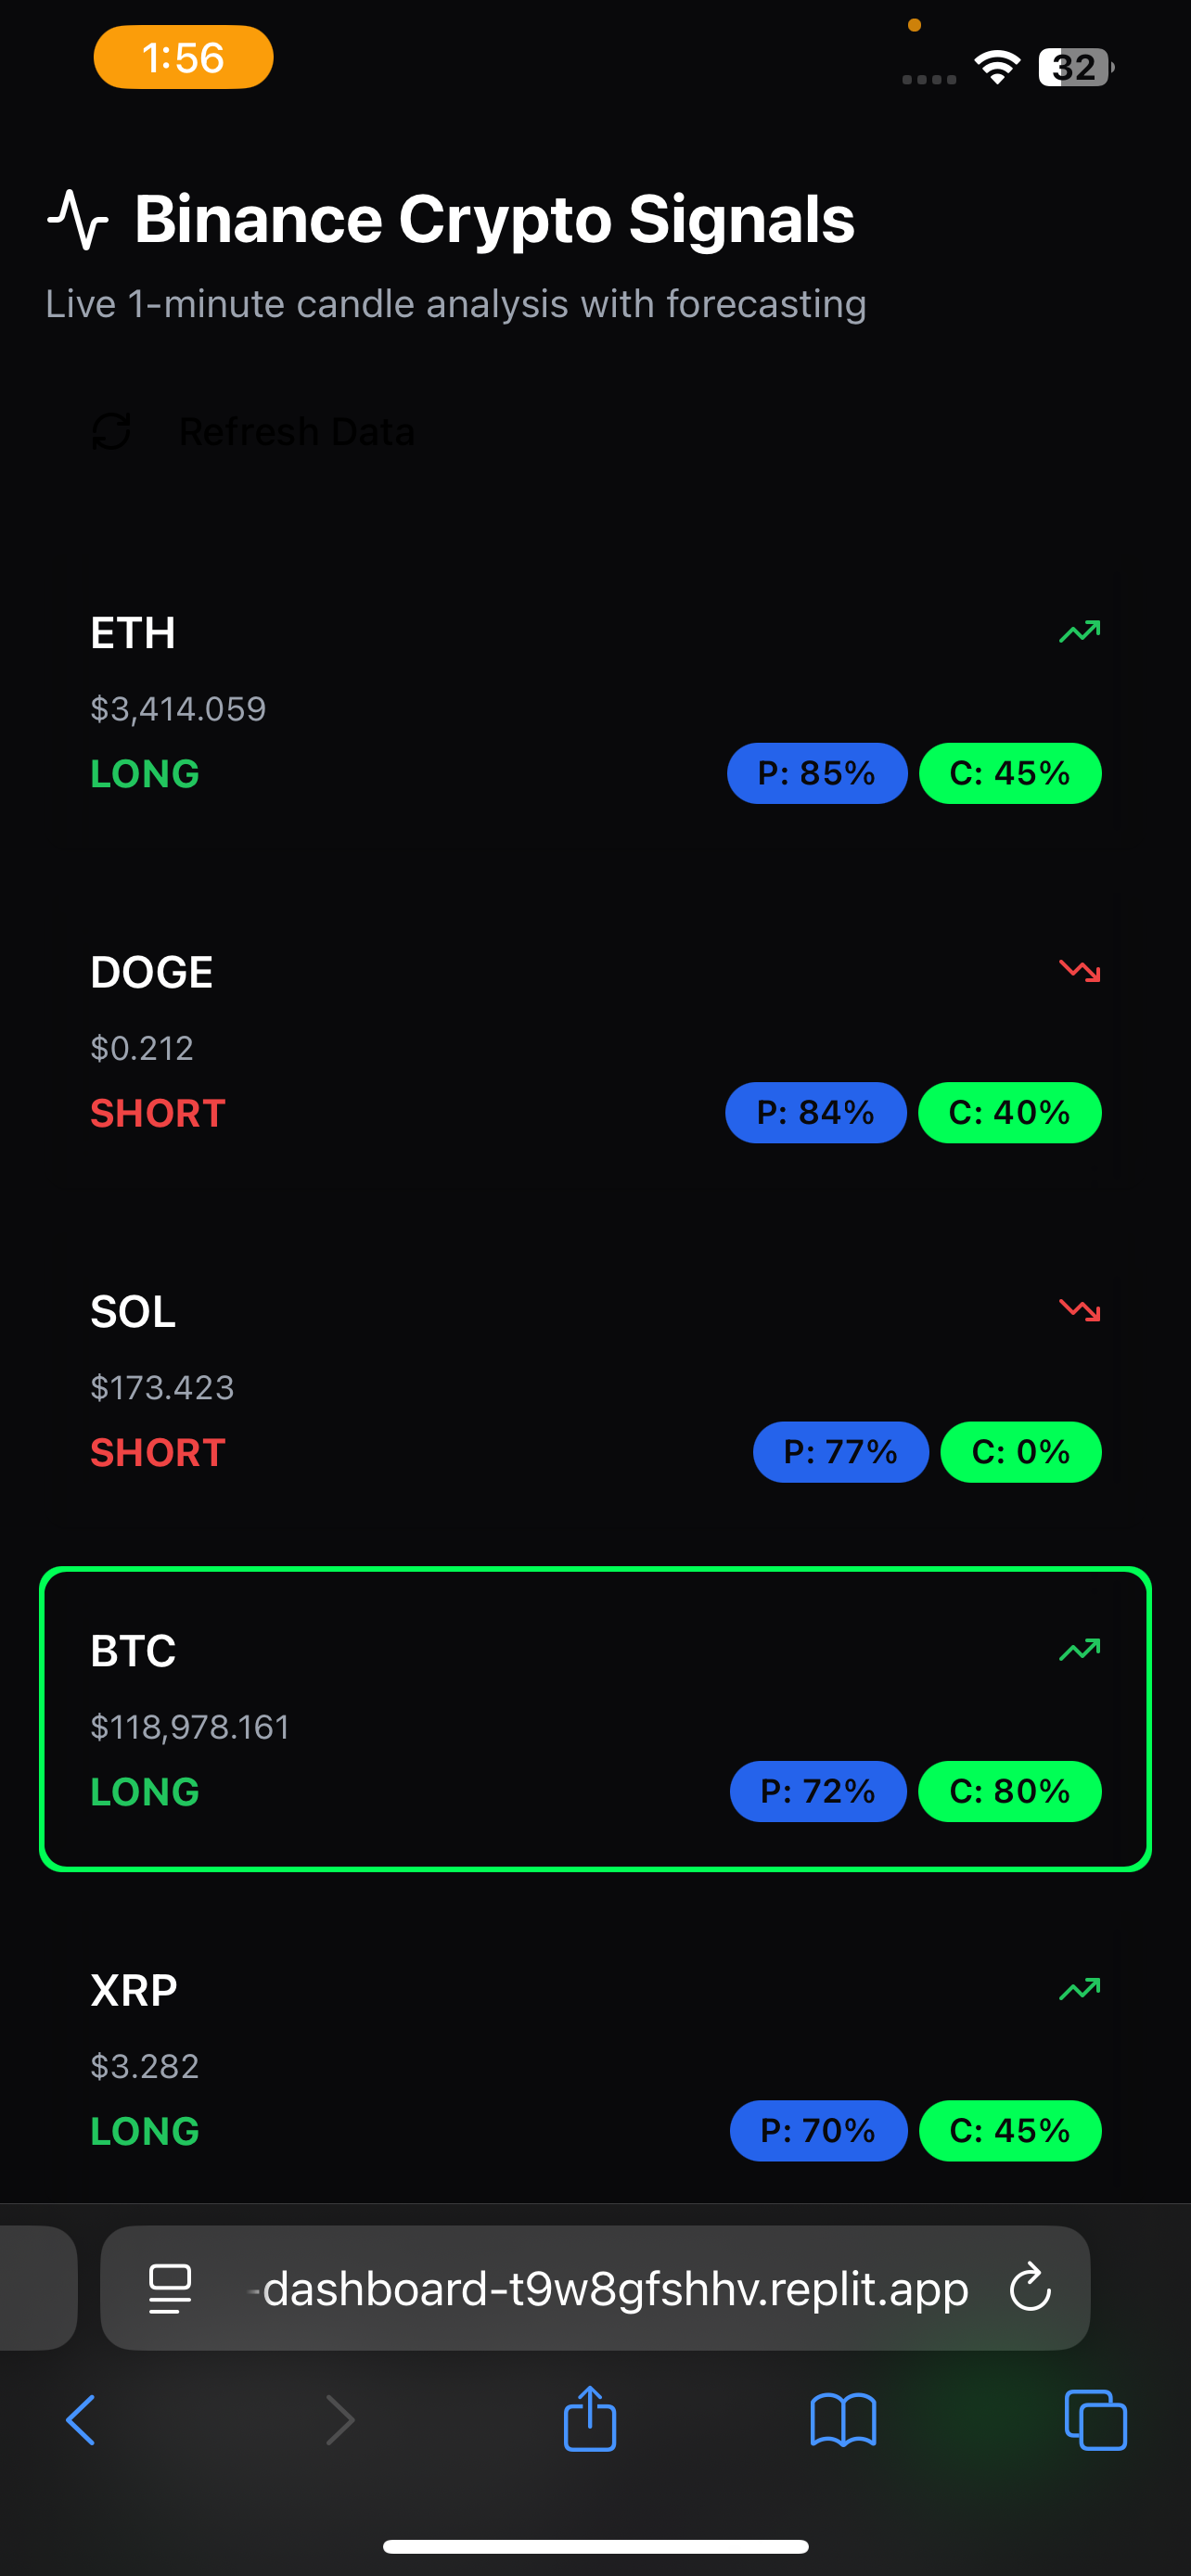 1:56
32
Binance Crypto Signals
Live 1-minute candle analysis with forecasting
Refresh Data
ETH
$3,414.059
LONG
P: 85%
C: 45%
DOGE
$0.212
SHORT
P: 84%
C: 40%
SOL
$173.423
SHORT
P: 77%
C: 0%
BTC
$118,978.161
LONG
P: 72%
C: 80%
XRP
$3.282
LONG
P: 70%
C: 45%
-dashboard-t9w8gfshhv.replit.app